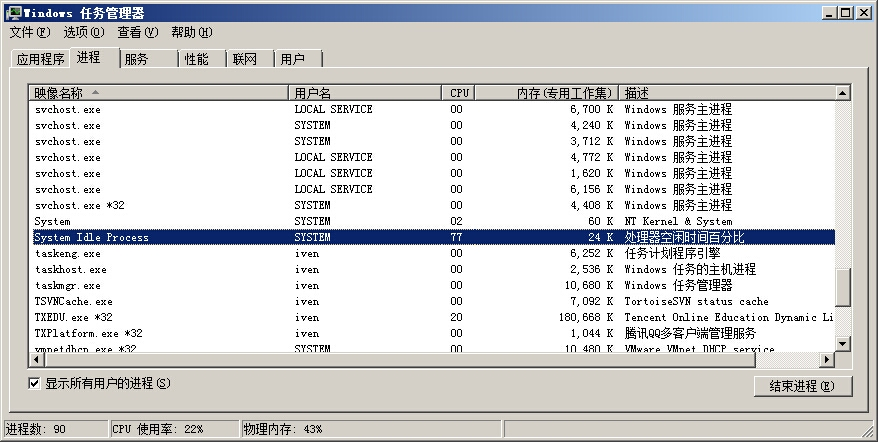 Windows 任务管理器
文件(F) 选项(O) 查看(V) 帮助(H)
应用程序 进程 服务 性能 联网 用户
映像名称 用户名 CPU 内存(专用工作集) 描述
svchost.exe LOCAL SERVICE 00 6,700 K Windows 服务主进程
svchost.exe SYSTEM 00 4,240 K Windows 服务主进程
svchost.exe SYSTEM 00 3,712 K Windows 服务主进程
svchost.exe LOCAL SERVICE 00 4,772 K Windows 服务主进程
svchost.exe LOCAL SERVICE 00 1,620 K Windows 服务主进程
svchost.exe LOCAL SERVICE 00 6,156 K Windows 服务主进程
svchost.exe *32 SYSTEM 00 4,408 K Windows 服务主进程
System SYSTEM 02 60 K NT Kernel & System
System Idle Process SYSTEM 77 24 K 处理器空闲时间百分比
taskeng.exe iven 00 6,252 K 任务计划程序引擎
taskhost.exe iven 00 2,536 K Windows 任务的主机进程
taskmgr.exe iven 00 10,680 K Windows 任务管理器
TSVNCache.exe iven 00 7,092 K TortoiseSVN status cache
TXEDU.exe *32 iven 20 180,668 K Tencent Online Education Dynamic Li
TXPlatform.exe *32 iven 00 1,044 K 腾讯QQ多客户端管理服务
vmnetdhcp.exe *32 SYSTEM 00 10,480 K VMware VMnet DHCP service
显示所有用户的进程(S)
结束进程(E)
进程数: 90 CPU 使用率: 22% 物理内存: 43%